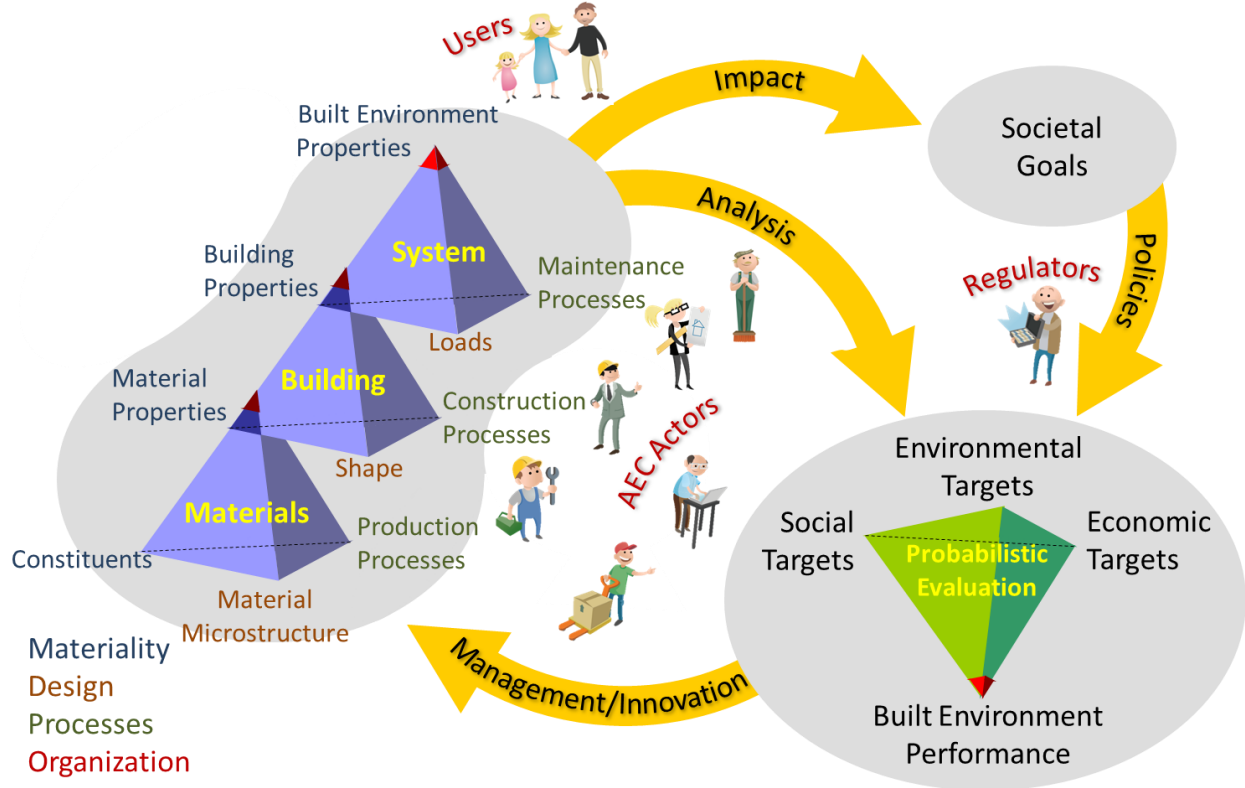 Users
Impact
Built Environment
Properties
Societal
Goals
Analysis
System
Building
Properties
Maintenance
Processes
Policies
Regulators
Loads
Building
Material
Properties
Construction
Processes
AEC Actors
Shape
Environmental
Targets
Materials
Production
Processes
Social
Targets
Economic
Targets
Probabilistic
Evaluation
Constituents
Material
Microstructure
Management/Innovation
Materiality
Design
Processes
Organization
Built Environment
Performance